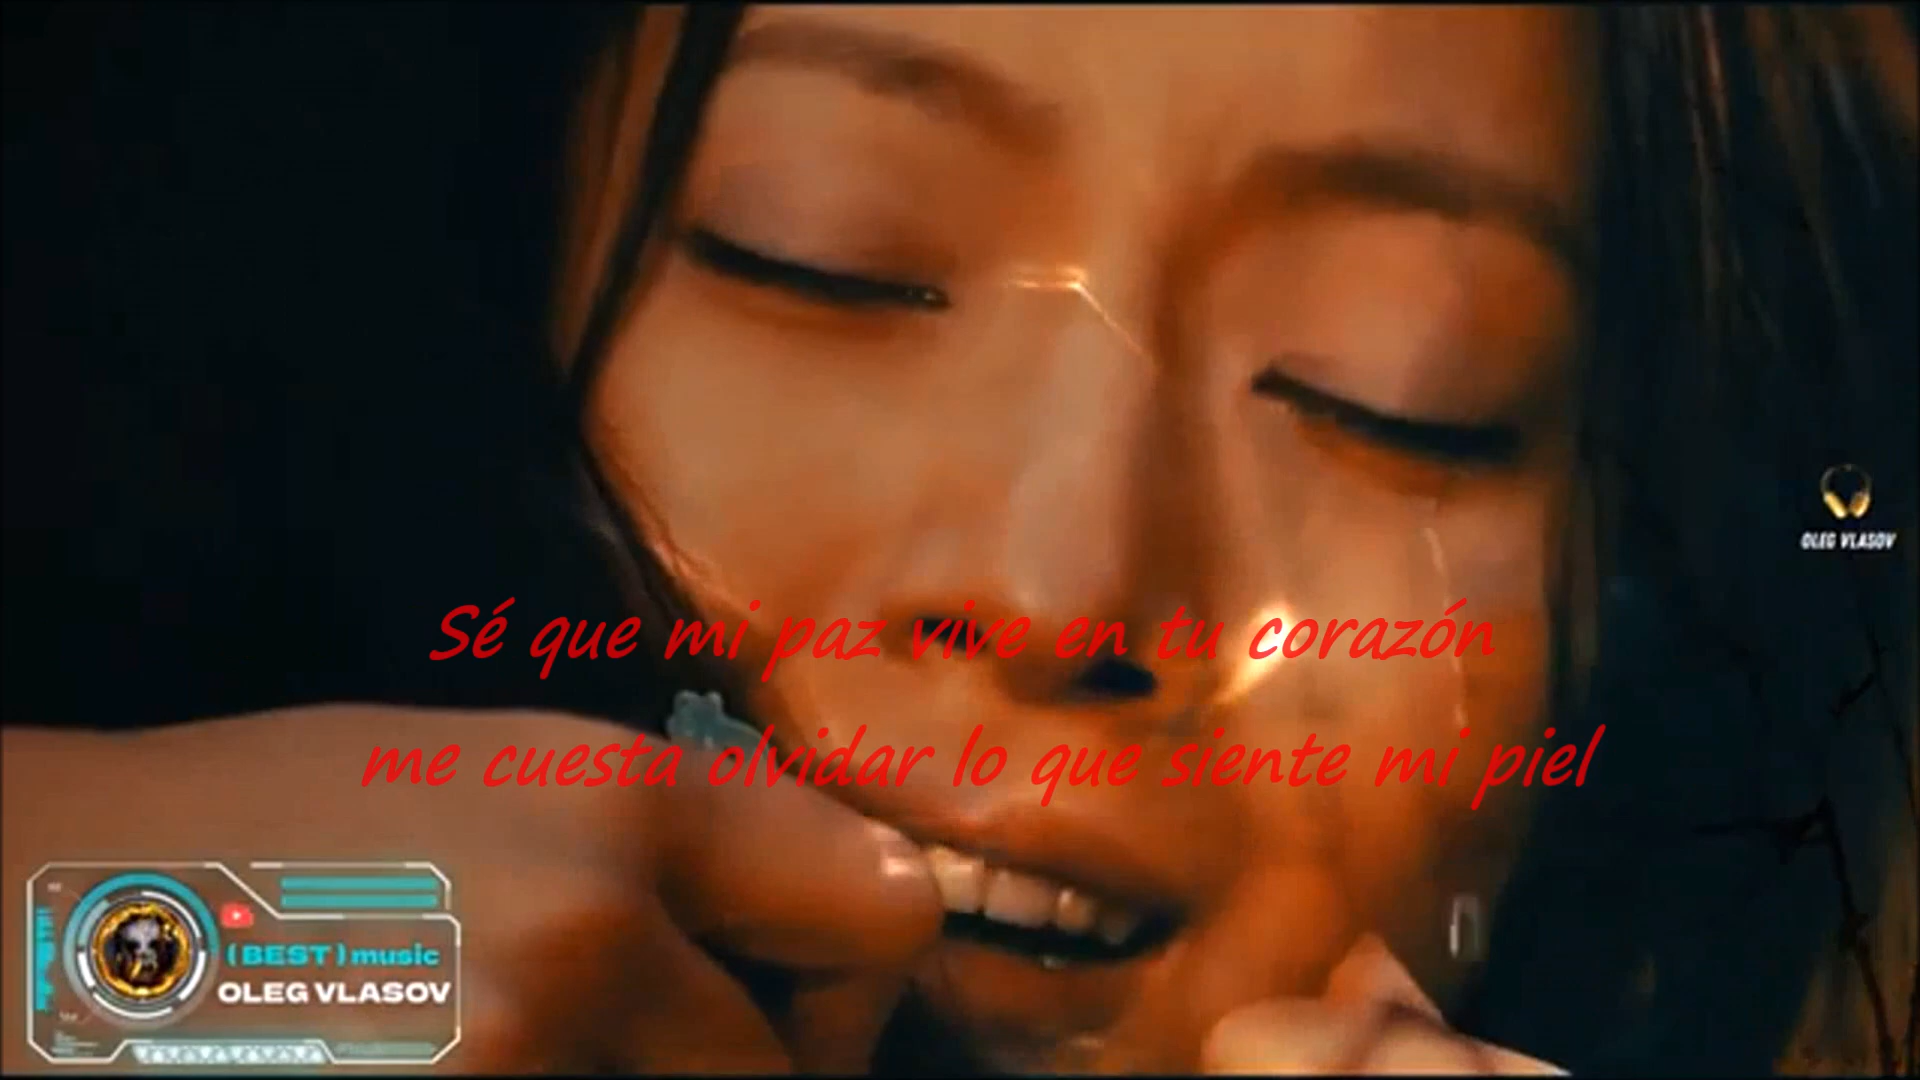 OLEG VLASOV
Sé que mi paz vive en tu corazón
me cuesta olvidar lo que siente mi piel
(BEST) music
OLEG VLASOV